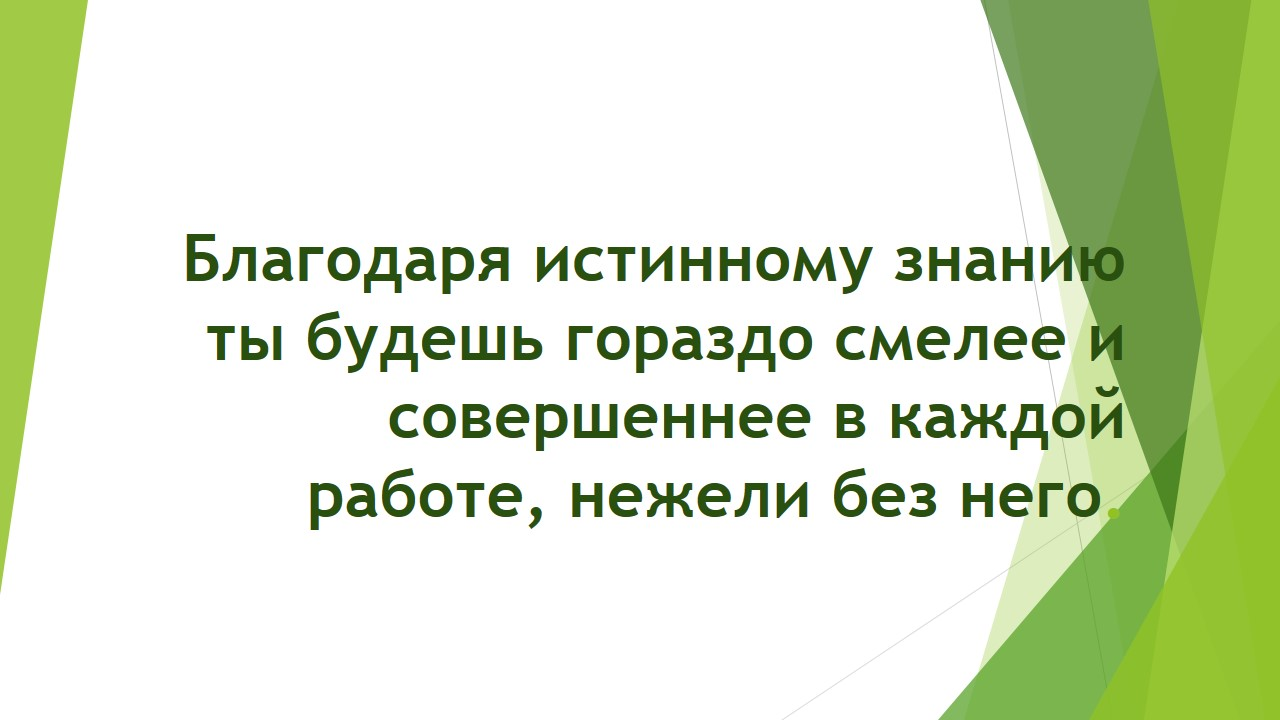 Благодаря истинному знанию
ты будешь гораздо смелее и
совершеннее в каждой
работе, нежели без него.